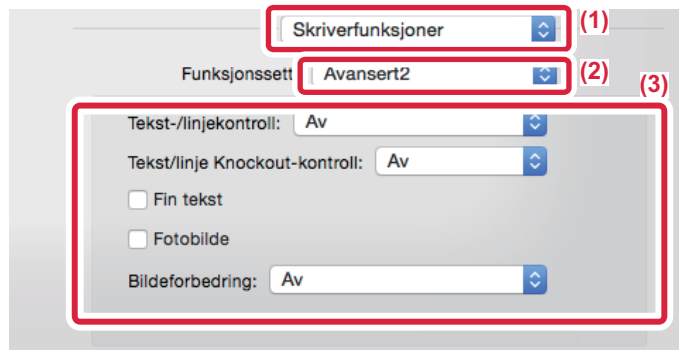 Skriverfunksjoner (1)
Funksjonssett Avansert2 (2)
(3)
Tekst-/linjekontroll: Av
Tekst/linje Knockout-kontroll: Av
Fin tekst
Fotobilde
Bildeforbedring: Av